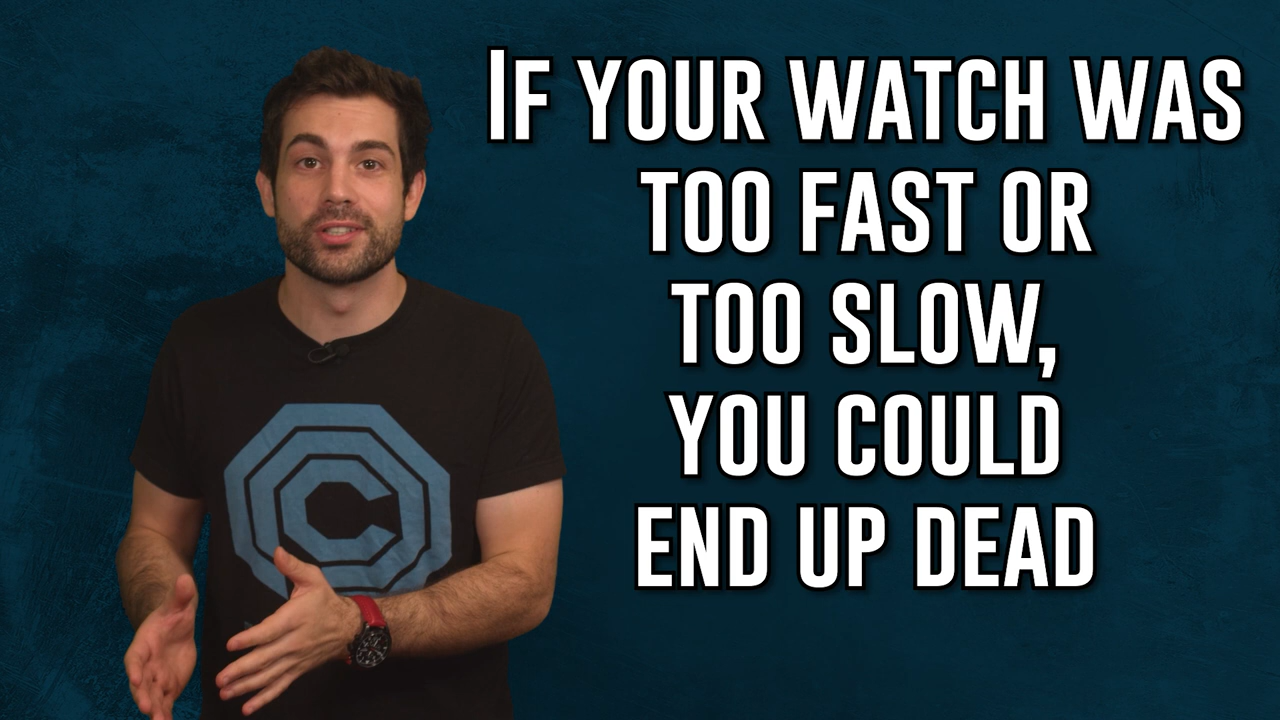 If your watch was
too fast or
too slow,
you could
end up dead